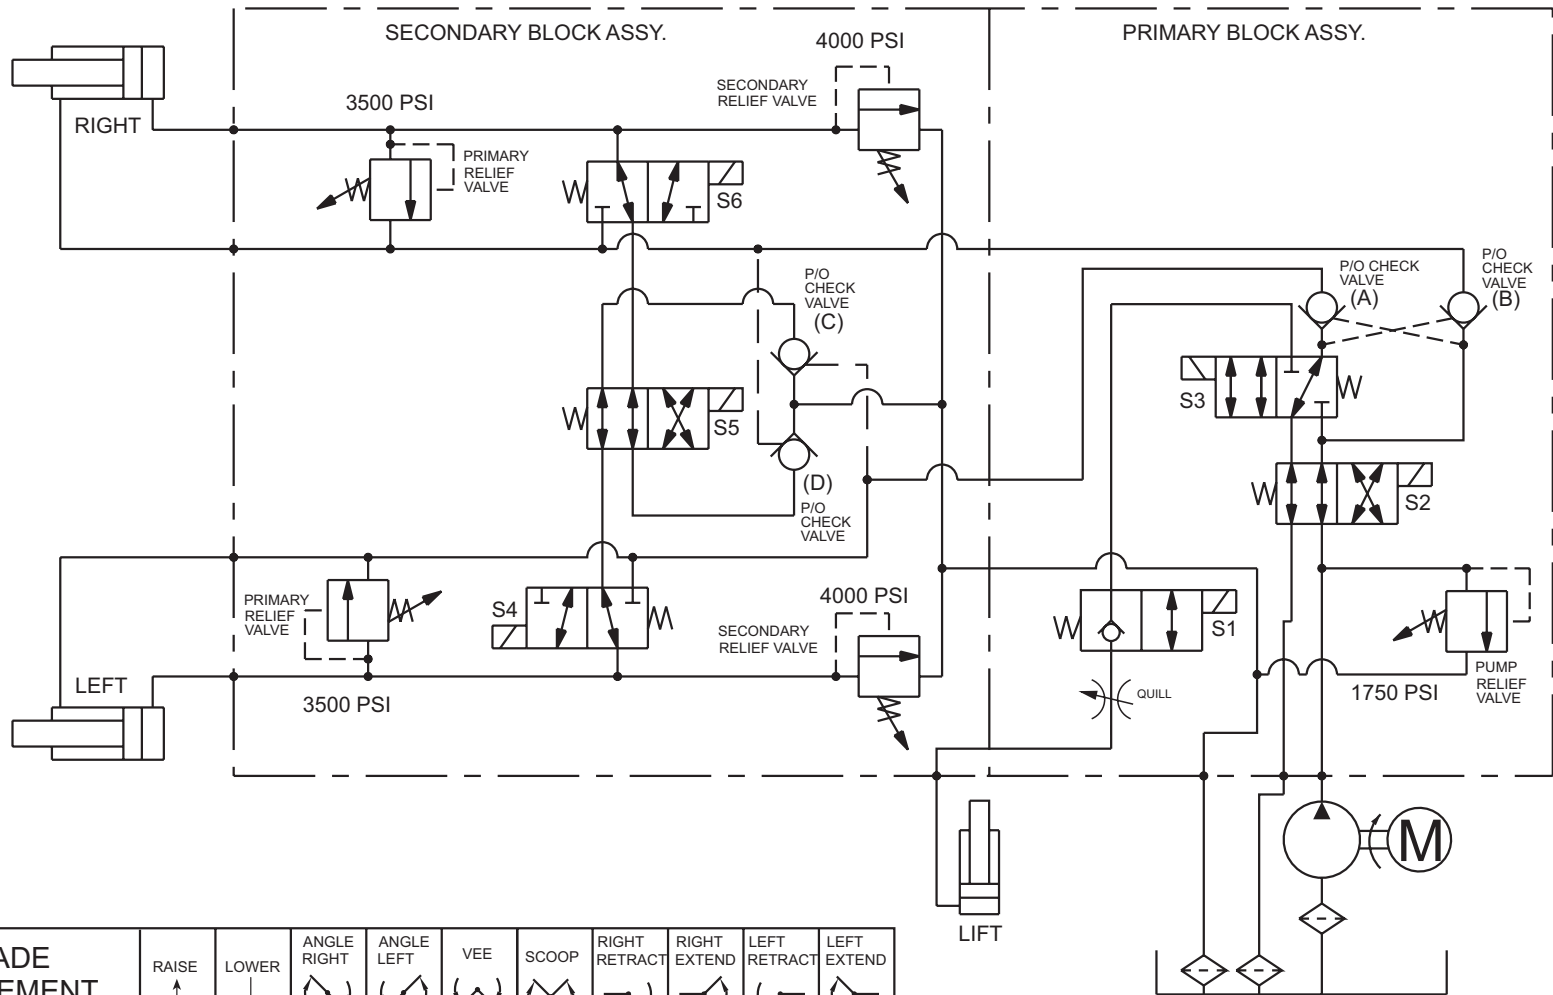 SECONDARY BLOCK ASSY.
PRIMARY BLOCK ASSY.
4000 PSI
SECONDARY
RELIEF VALVE
3500 PSI
RIGHT
PRIMARY
RELIEF
VALVE
S6
P/O
CHECK
VALVE
(C)
P/O CHECK
VALVE
(A)
P/O
CHECK
VALVE
(B)
S3
S5
(D)
P/O
CHECK
VALVE
S2
PRIMARY
RELIEF
VALVE
S4
4000 PSI
SECONDARY
RELIEF VALVE
S1
LEFT
3500 PSI
QUILL
1750 PSI
PUMP
RELIEF
VALVE
M
LIFT
ADE
EMENT
RAISE
LOWER
ANGLE
RIGHT
ANGLE
LEFT
VEE
SCOOP
RIGHT
RETRACT
RIGHT
EXTEND
LEFT
RETRACT
LEFT
EXTEND